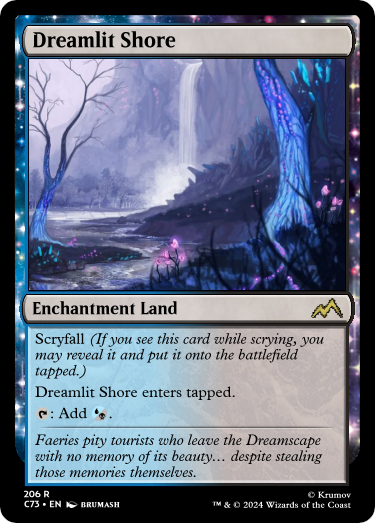 Dreamlit Shore
Enchantment Land
Scryfall (If you see this card while scrying, you
may reveal it and put it onto the battlefield
tapped.)
Dreamlit Shore enters tapped.
: Add .
Faeries pity tourists who leave the Dreamscape
with no memory of its beauty… despite stealing
those memories themselves.
206 R
© Krumov
C73 • EN BRUMASH
™ & © 2024 Wizards of the Coast